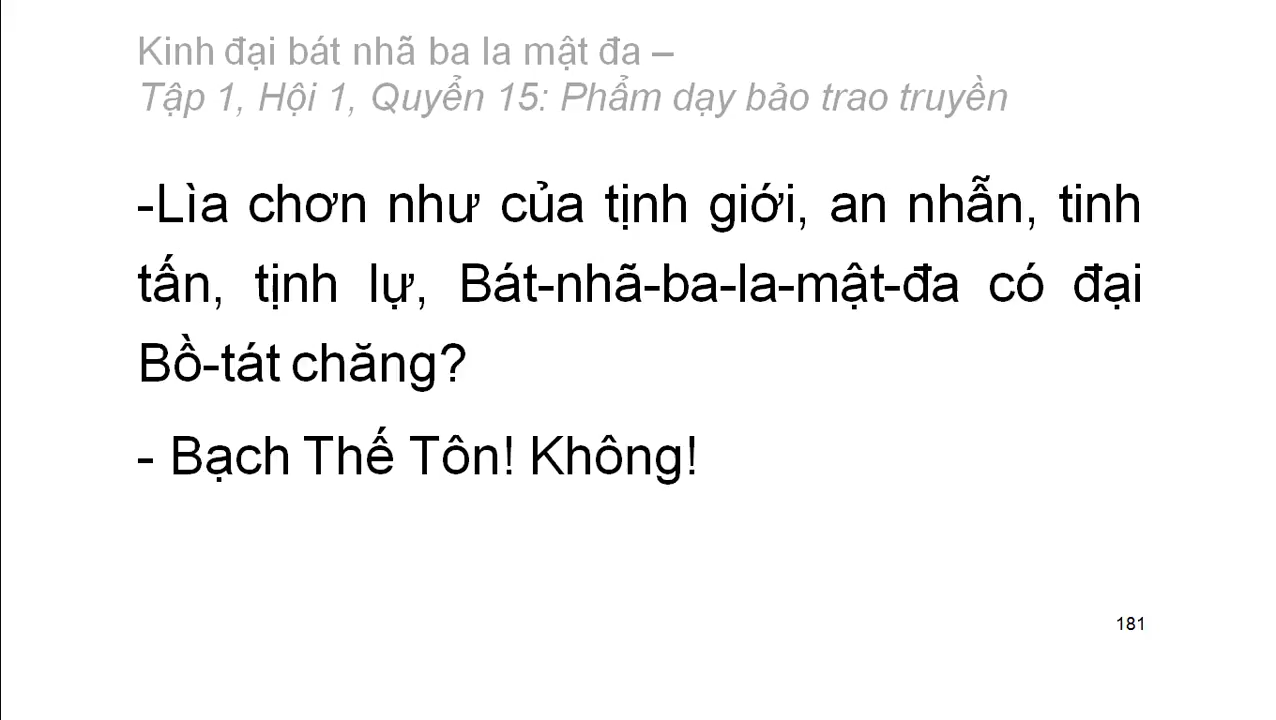 Kinh đại bát nhã ba la mật đa –
Tập 1, Hội 1, Quyển 15: Phẩm dạy bảo trao truyền
-Lìa chơn như của tịnh giới, an nhẫn, tinh
tấn, tịnh lự, Bát-nhã-ba-la-mật-đa có đại
Bồ-tát chăng?
- Bạch Thế Tôn! Không!
181